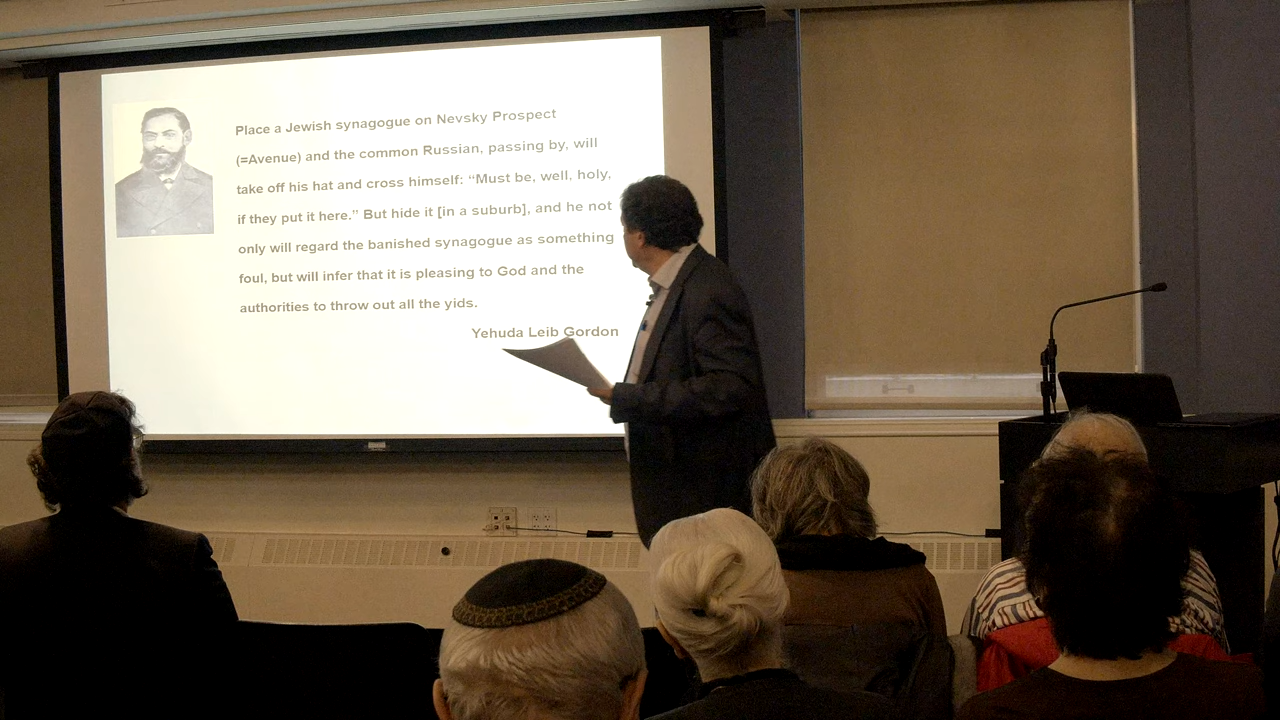 Place a Jewish synagogue on Nevsky Prospect
(=Avenue) and the common Russian, passing by, will
take off his hat and cross himself: “Must be, well, holy,
if they put it here.” But hide it [in a suburb], and he not
only will regard the banished synagogue as something
foul, but will infer that it is pleasing to God and the
authorities to throw out all the yids.
Yehuda Leib Gordon